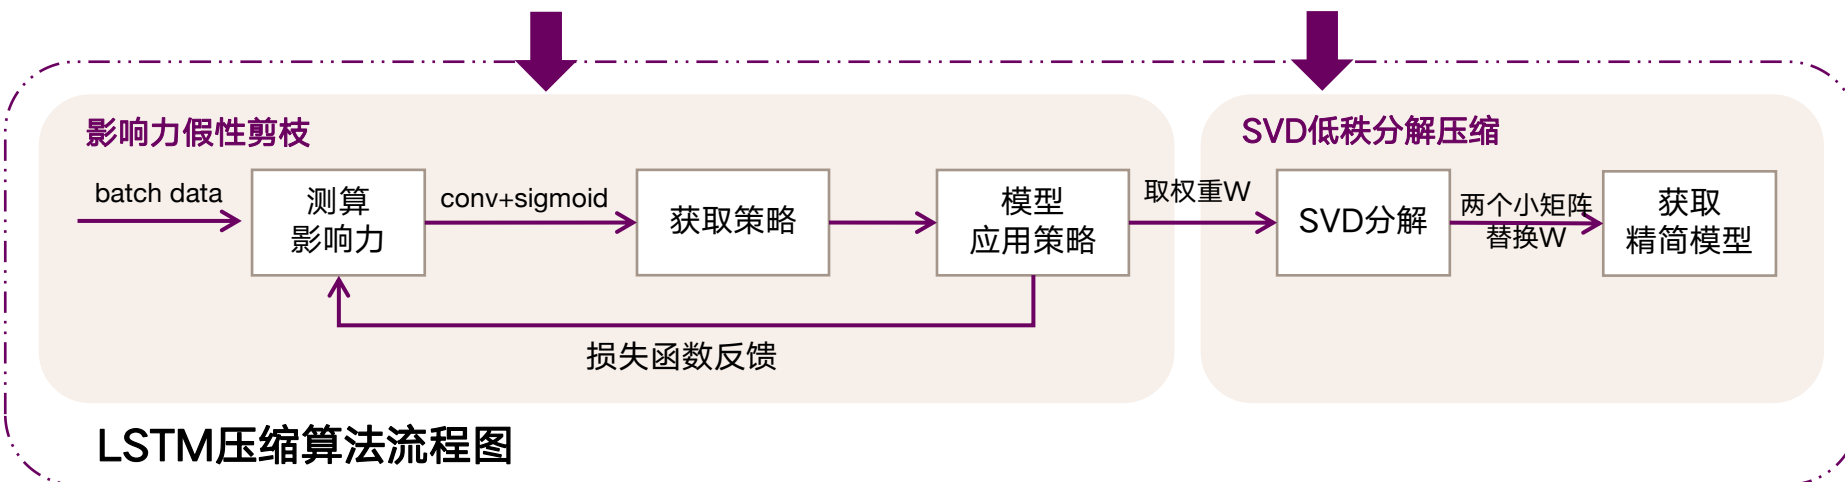 影响力假性剪枝
batch data
测算
影响力
conv+sigmoid
获取策略
模型
应用策略
损失函数反馈
取权重W
SVD低秩分解压缩
SVD分解
两个小矩阵
替换W
获取
精简模型
LSTM压缩算法流程图